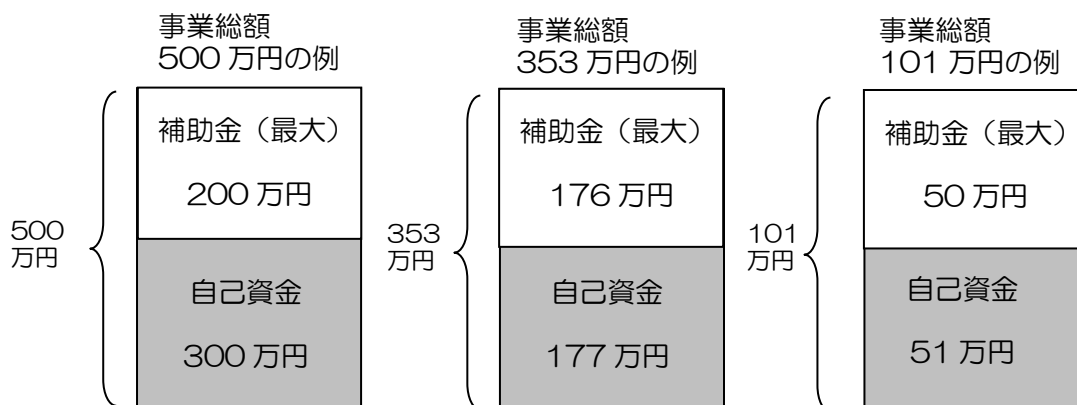 事業総額
500 万円の例
補助金（最大）
200 万円
500
万円
自己資金
300 万円
事業総額
353 万円の例
補助金（最大）
176 万円
353
万円
自己資金
177 万円
事業総額
101 万円の例
補助金（最大）
50 万円
101
万円
自己資金
51 万円